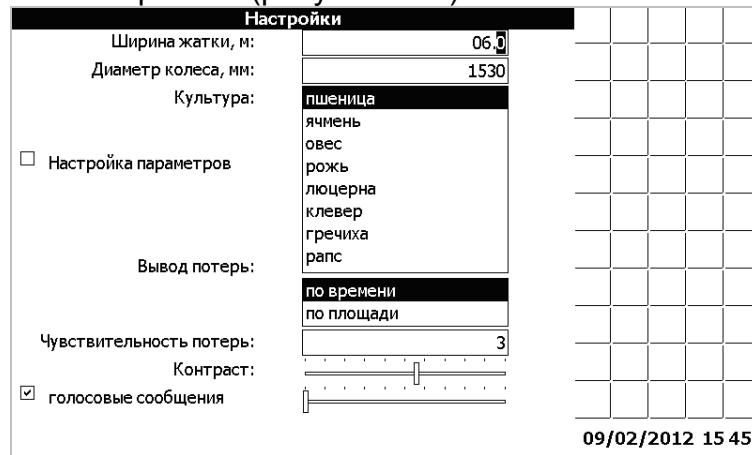 Настройки
Ширина жатки, м: 06.0
Диаметр колеса, мм: 1530
Культура: пшеница
ячмень
овес
Настройка параметров рожь
люцерна
клевер
гречиха
Вывод потерь: рапс
по времени
по площади
Чувствительность потерь: 3
Контраст:
голосовые сообщения
09/02/2012 15 45